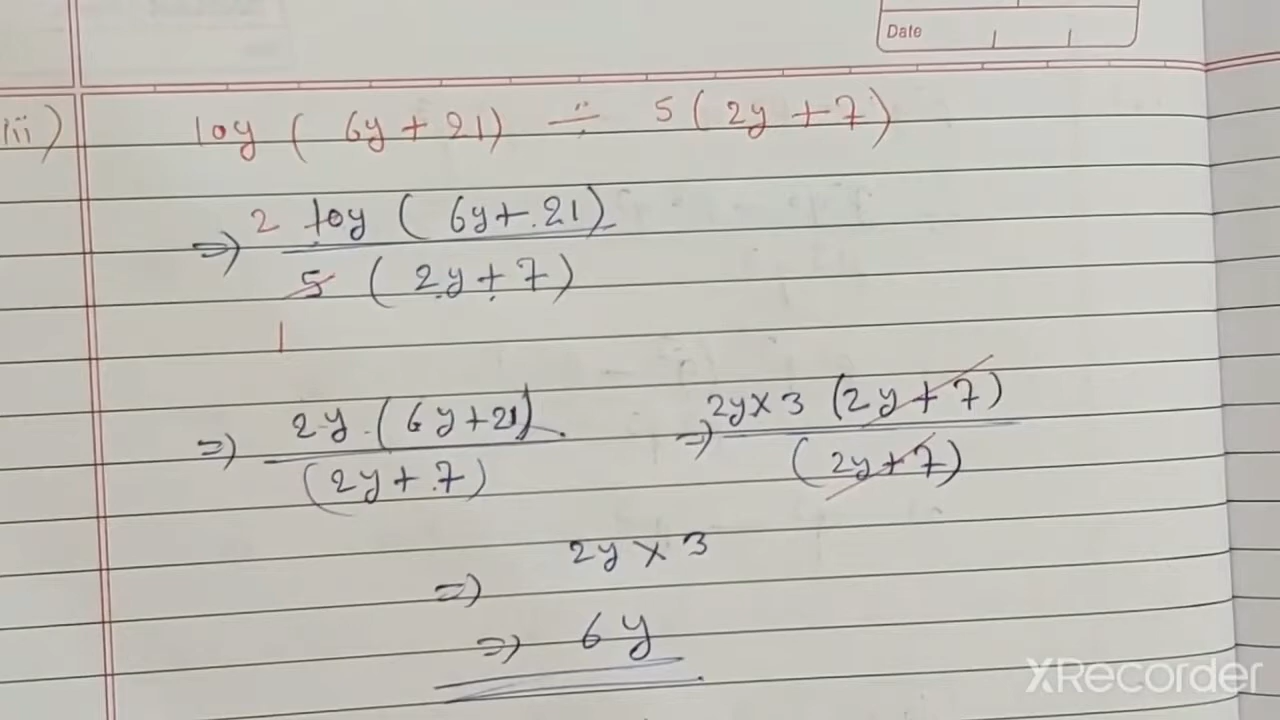 Date
iii) 10y ( 6y + 21) ÷ 5 ( 2y + 7)
⇒ 2 10y ( 6y + 21)
5 ( 2y + 7 )
1
⇒ 2y ( 6y + 21) ⇒ 2y × 3 (2y + 7)
(2y + 7) (2y + 7)
⇒ 2y × 3
⇒ 6y
XRecorder